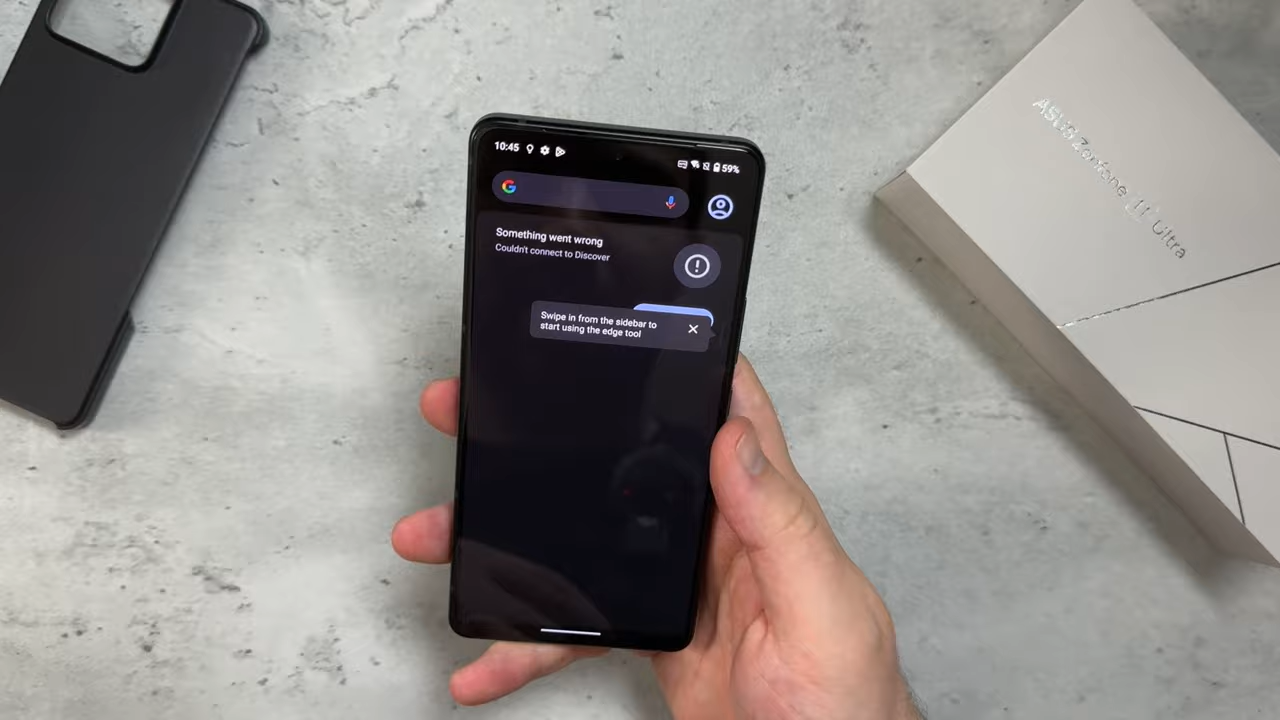 10:45
59%
G
Something went wrong
Couldn't connect to Discover
Swipe in from the sidebar to
start using the edge tool
ASUS Zenfone 11 Ultra